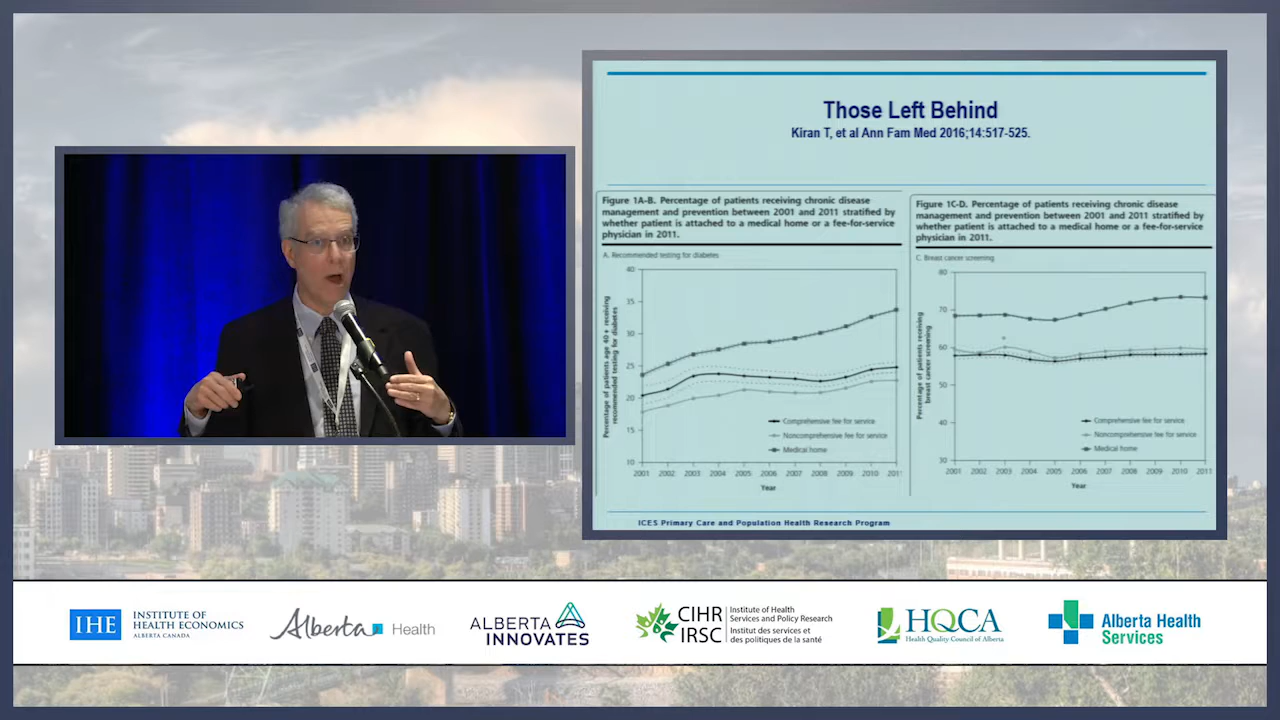 Those Left Behind
Kiran T, et al Ann Fam Med 2016;14:517-525.
Figure 1A-B. Percentage of patients receiving chronic disease
management and prevention between 2001 and 2011 stratified by
whether patient is attached to a medical home or a fee-for-service
physician in 2011.
A. Recommended testing for diabetes
Percentage of patients age 40+ receiving
recommended testing for diabetes
40
35
30
25
20
15
10
Comprehensive fee for service
Noncomprehensive fee for service
Medical home
2001 2002 2003 2004 2005 2006 2007 2008 2009 2010 2011
Year
Figure 1C-D. Percentage of patients receiving chronic disease
management and prevention between 2001 and 2011 stratified by
whether patient is attached to a medical home or a fee-for-service
physician in 2011.
C. Breast cancer screening
Percentage of patients receiving
breast cancer screening
80
70
60
50
40
30
Comprehensive fee for service
Noncomprehensive fee for service
Medical home
2001 2002 2003 2004 2005 2006 2007 2008 2009 2010 2011
Year
ICES Primary Care and Population Health Research Program
IHE
INSTITUTE OF
HEALTH ECONOMICS
ALBERTA CANADA
Alberta Health
ALBERTA
INNOVATES
CIHR
IRSC
Institute of Health
Services and Policy Research
Institut des services et
des politiques de la santé
HQCA
Health Quality Council of Alberta
Alberta Health
Services